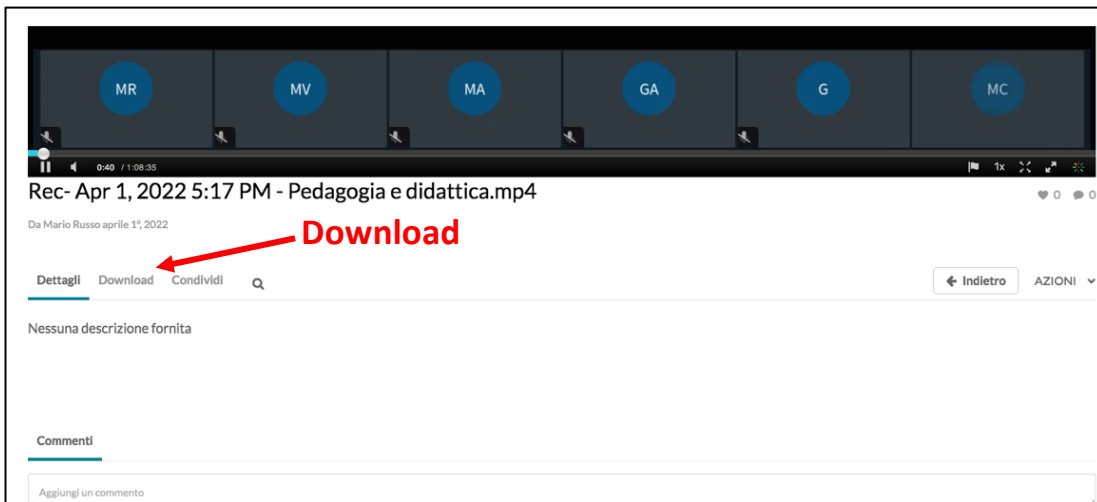 MR MV MA GA G MC
0:40 / 1:08:35 1x
Rec- Apr 1, 2022 5:17 PM - Pedagogia e didattica.mp4
0 0
Da Mario Russo aprile 1°, 2022
Download
Dettagli Download Condividi
Indietro AZIONI
Nessuna descrizione fornita
Commenti
Aggiungi un commento